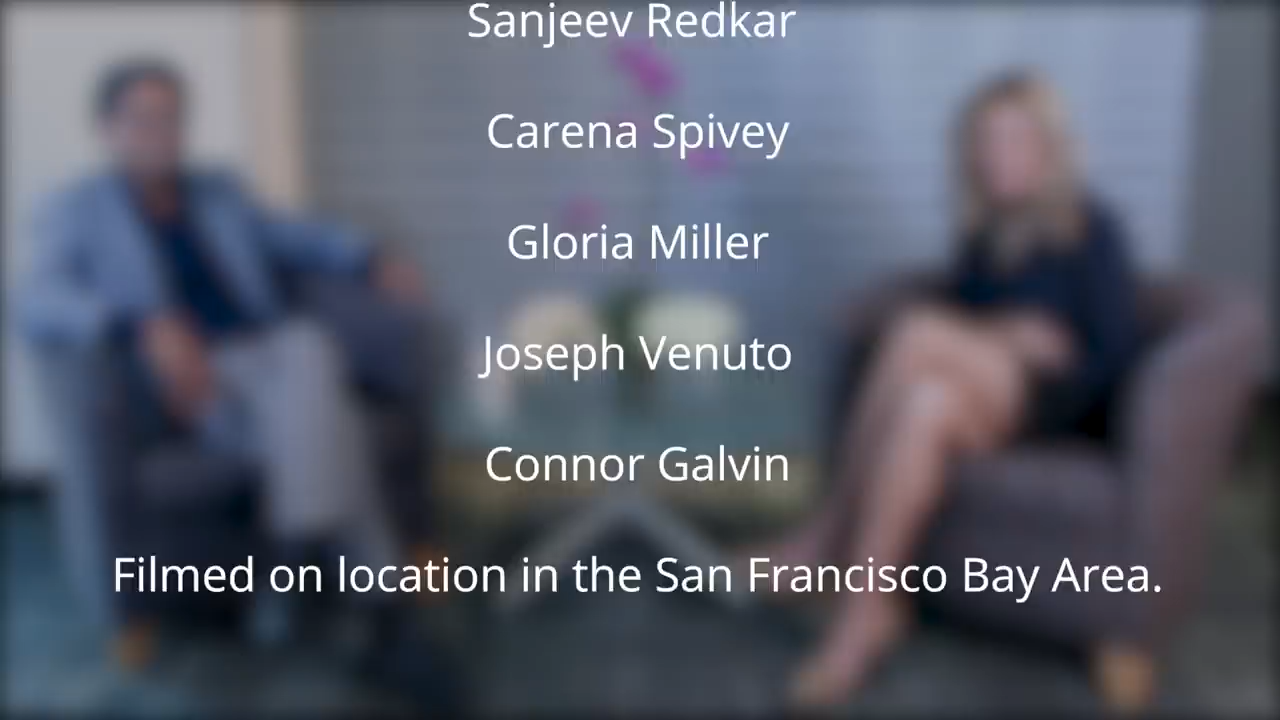 Sanjeev Redkar
Carena Spivey
Gloria Miller
Joseph Venuto
Connor Galvin
Filmed on location in the San Francisco Bay Area.